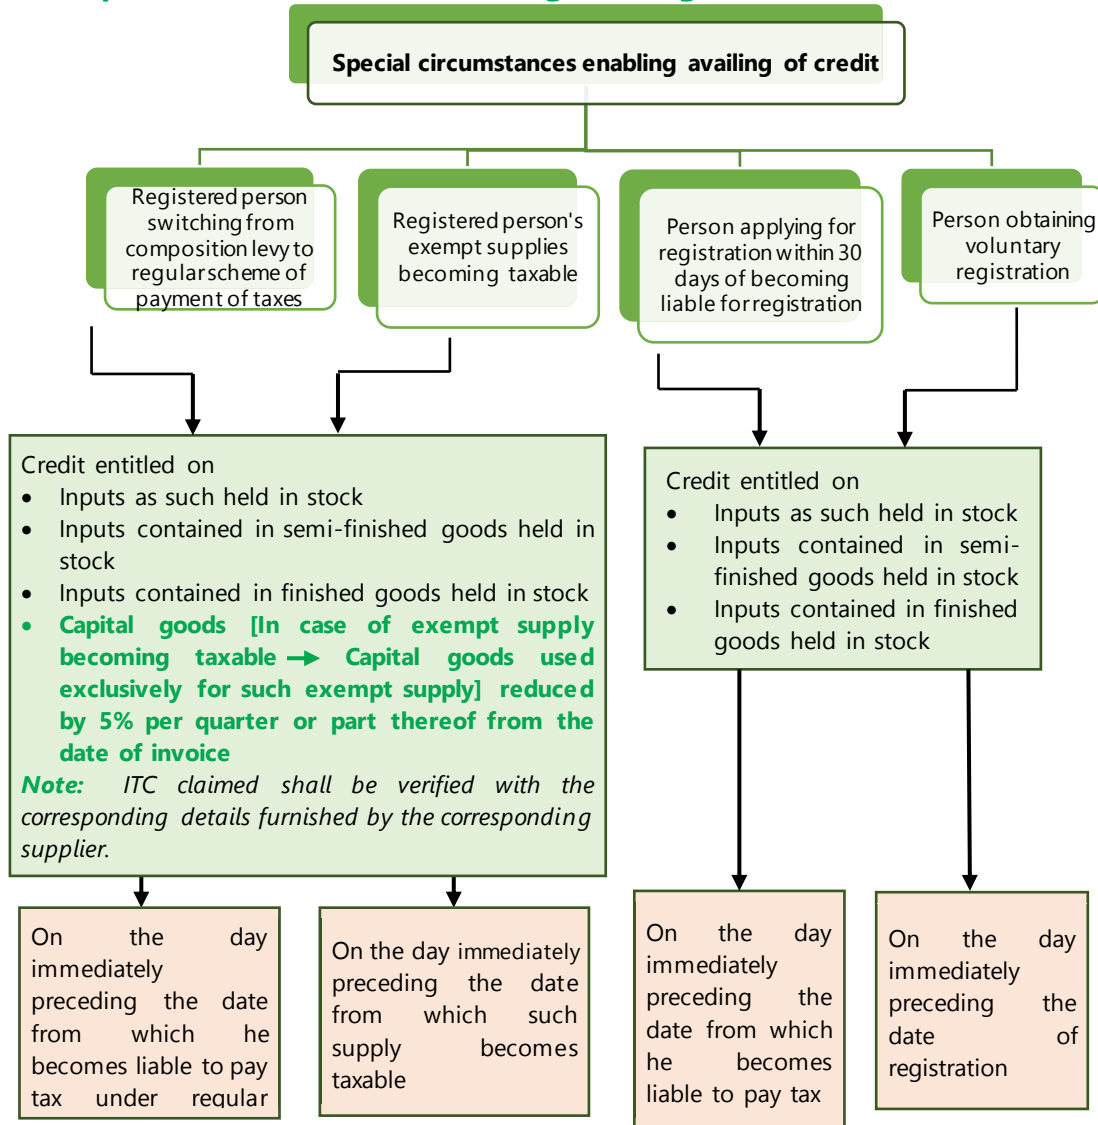 Special circumstances enabling availing of credit
Registered person
switching from
composition levy to
regular scheme of
payment of taxes
Registered person's
exempt supplies
becoming taxable
Person applying for
registration within 30
days of becoming
liable for registration
Person obtaining
voluntary
registration
Credit entitled on
• Inputs as such held in stock
• Inputs contained in semi-finished goods held in
stock
• Inputs contained in finished goods held in stock
• Capital goods [In case of exempt supply
becoming taxable → Capital goods used
exclusively for such exempt supply] reduced
by 5% per quarter or part thereof from the
date of invoice
Note: ITC claimed shall be verified with the
corresponding details furnished by the corresponding
supplier.
Credit entitled on
• Inputs as such held in stock
• Inputs contained in semi-
finished goods held in stock
• Inputs contained in finished
goods held in stock
On the day
immediately
preceding the date
from which he
becomes liable to pay
tax under regular
On the day immediately
preceding the date
from which such
supply becomes
taxable
On the day
immediately
preceding the
date from which
he becomes
liable to pay tax
On the day
immediately
preceding the
date of
registration